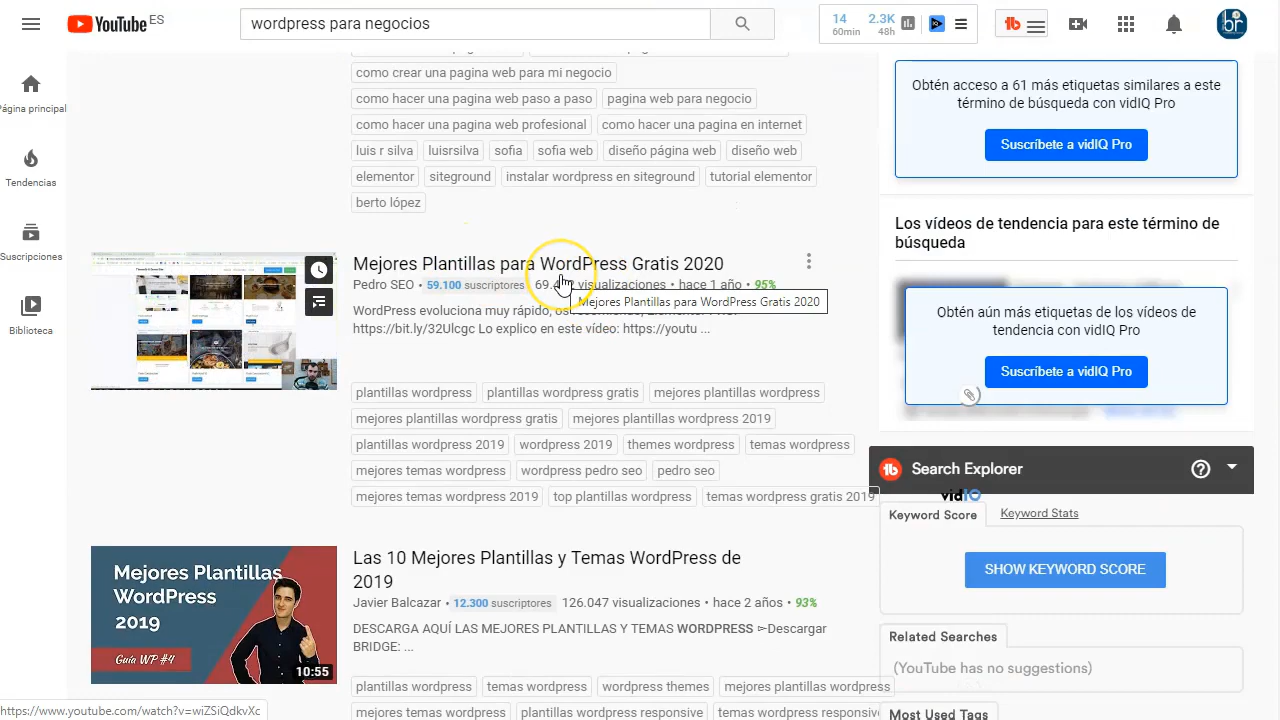 YouTube ES
wordpress para negocios
14 2.3K
60min 48h
br
Página principal
Tendencias
Suscripciones
Biblioteca
como crear una pagina web para mi negocio
como hacer una pagina web paso a paso pagina web para negocio
como hacer una pagina web profesional como hacer una pagina en internet
luis r silva luisrsilva sofia sofia web diseño página web diseño web
elementor siteground instalar wordpress en siteground tutorial elementor
berto lópez
Mejores Plantillas para WordPress Gratis 2020
Pedro SEO • 59.100 suscriptores visualizaciones • hace 1 año • 95%
Mejores Plantillas para WordPress Gratis 2020
WordPress evoluciona muy rápido,
https://bit.ly/32Ulcgc Lo explico en este vídeo: https://youtu ...
plantillas wordpress plantillas wordpress gratis mejores plantillas wordpress
mejores plantillas wordpress gratis mejores plantillas wordpress 2019
plantillas wordpress 2019 wordpress 2019 themes wordpress temas wordpress
mejores temas wordpress wordpress pedro seo pedro seo
mejores temas wordpress 2019 top plantillas wordpress temas wordpress gratis 2019
Mejores Plantillas
WordPress
2019
Guía WP #4
10:55
Las 10 Mejores Plantillas y Temas WordPress de
2019
Javier Balcazar • 12.300 suscriptores 126.047 visualizaciones • hace 2 años • 93%
DESCARGA AQUÍ LAS MEJORES PLANTILLAS Y TEMAS WORDPRESS ➳Descargar
BRIDGE: ...
plantillas wordpress temas wordpress wordpress themes mejores plantillas wordpress
mejores temas wordpress plantillas wordpress responsive temas wordpress responsive
https://www.youtube.com/watch?v=wiZSiQdkvXc
Obtén acceso a 61 más etiquetas similares a este
término de búsqueda con vidIQ Pro
Suscríbete a vidIQ Pro
Los vídeos de tendencia para este término de
búsqueda
Obtén aún más etiquetas de los vídeos de
tendencia con vidIQ Pro
Suscríbete a vidIQ Pro
Search Explorer
vidIQ
Keyword Score Keyword Stats
SHOW KEYWORD SCORE
Related Searches
(YouTube has no suggestions)
Most Used Tags